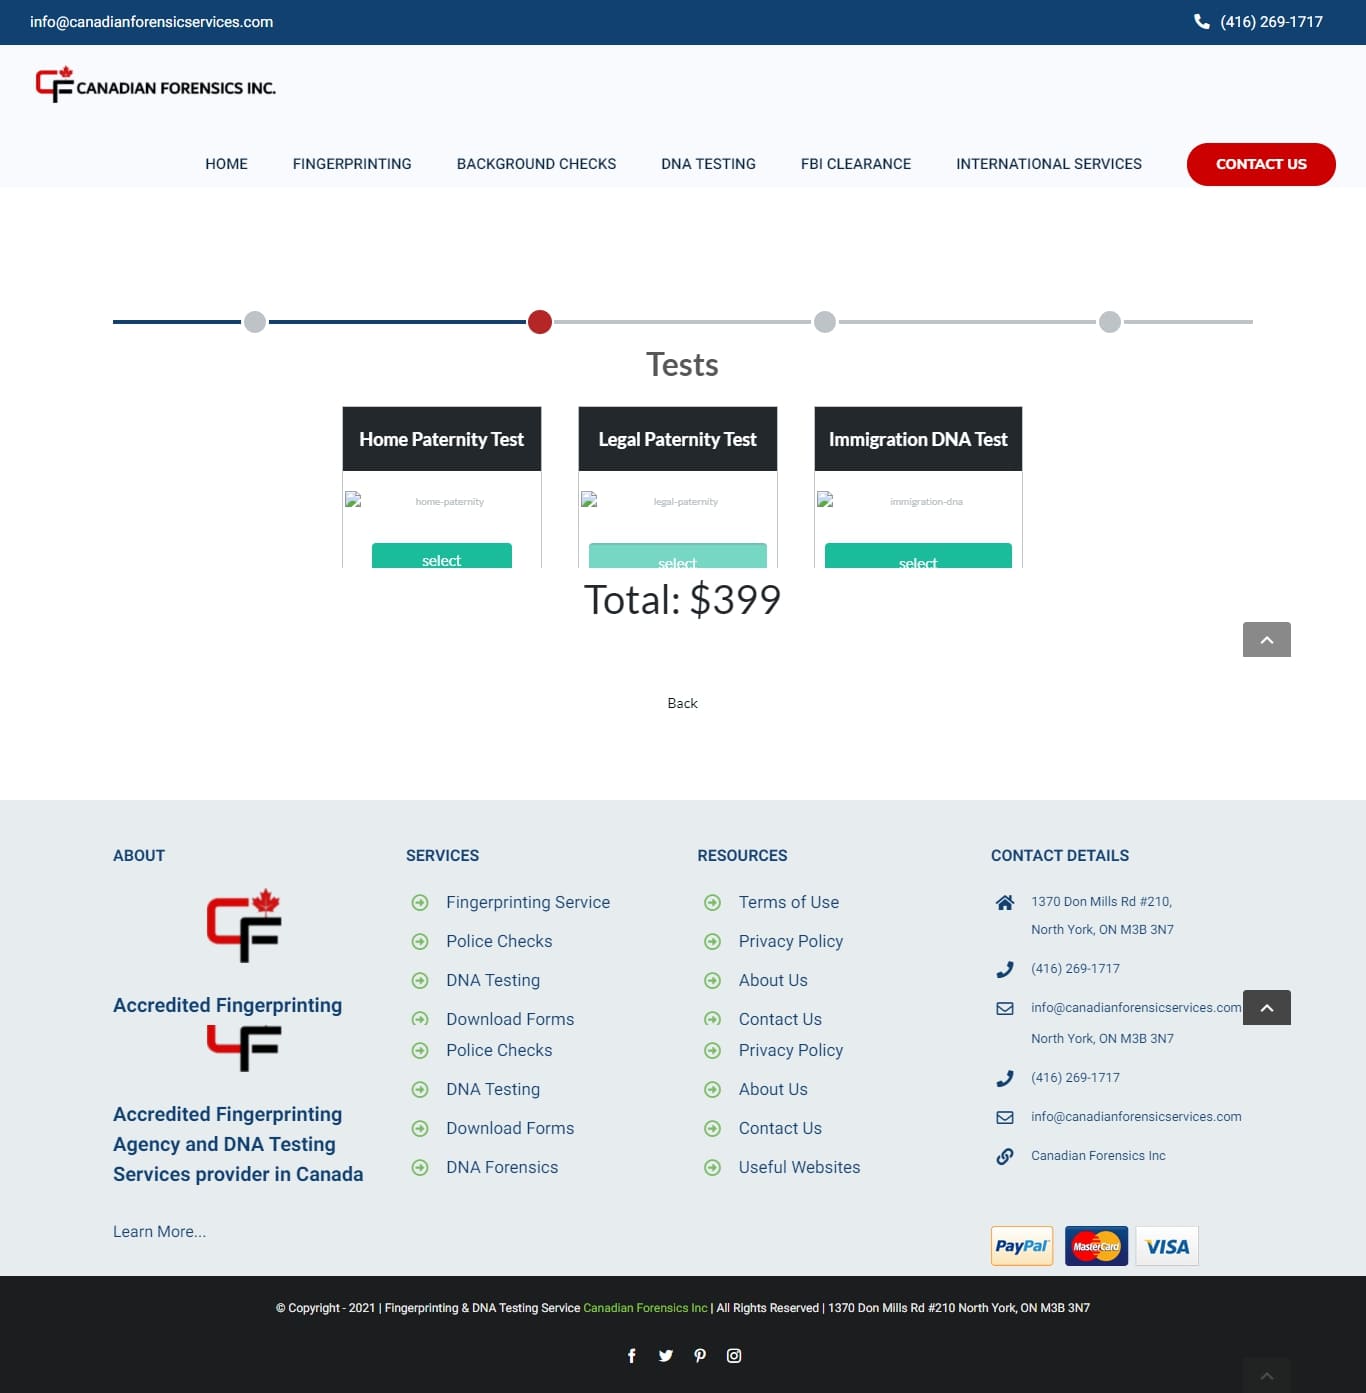 info@canadianforensicservices.com
(416) 269-1717
CF CANADIAN FORENSICS INC.
HOME FINGERPRINTING BACKGROUND CHECKS DNA TESTING FBI CLEARANCE INTERNATIONAL SERVICES CONTACT US
Tests
Home Paternity Test
home-paternity
select
Legal Paternity Test
legal-paternity
select
Immigration DNA Test
immigration-dna
select
Total: $399
Back
ABOUT
CF
Accredited Fingerprinting
Accredited Fingerprinting
Agency and DNA Testing
Services provider in Canada
Learn More...
SERVICES
Fingerprinting Service
Police Checks
DNA Testing
Download Forms
Police Checks
DNA Testing
Download Forms
DNA Forensics
RESOURCES
Terms of Use
Privacy Policy
About Us
Contact Us
Privacy Policy
About Us
Contact Us
Useful Websites
CONTACT DETAILS
1370 Don Mills Rd #210,
North York, ON M3B 3N7
(416) 269-1717
info@canadianforensicservices.com
North York, ON M3B 3N7
(416) 269-1717
info@canadianforensicservices.com
Canadian Forensics Inc
PayPal MasterCard VISA
© Copyright - 2021 | Fingerprinting & DNA Testing Service Canadian Forensics Inc | All Rights Reserved | 1370 Don Mills Rd #210 North York, ON M3B 3N7